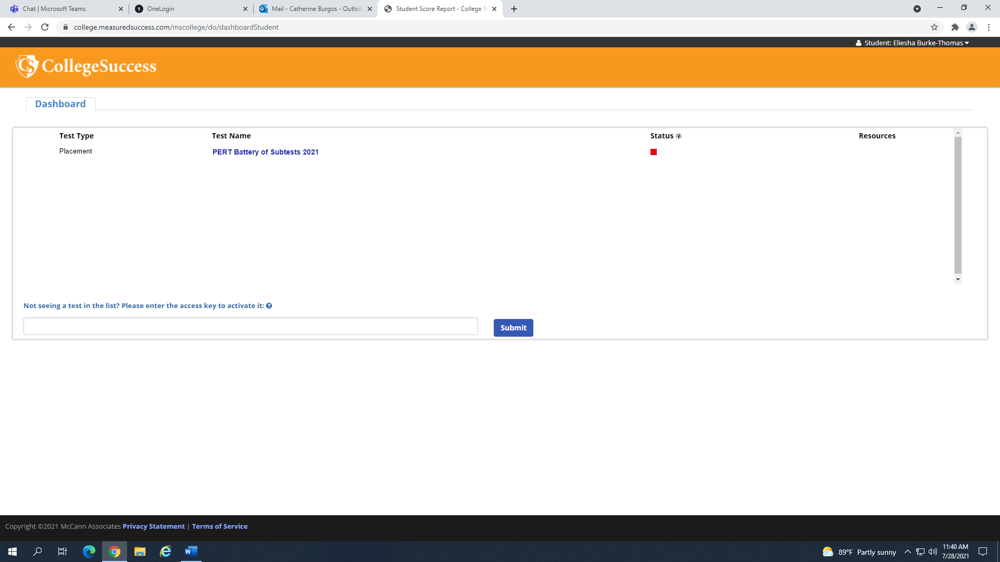 Chat | Microsoft Teams
OneLogin
Mail - Catherine Burgos - Outloo
Student Score Report - College S
college.measuredsuccess.com/mscollege/do/dashboardStudent
Student: Eliesha Burke-Thomas
CS CollegeSuccess
Dashboard
Test Type Test Name Status ? Resources
Placement PERT Battery of Subtests 2021
Not seeing a test in the list? Please enter the access key to activate it: ?
Submit
Copyright ©2021 McCann Associates Privacy Statement | Terms of Service
89°F Partly sunny
11:40 AM
7/28/2021